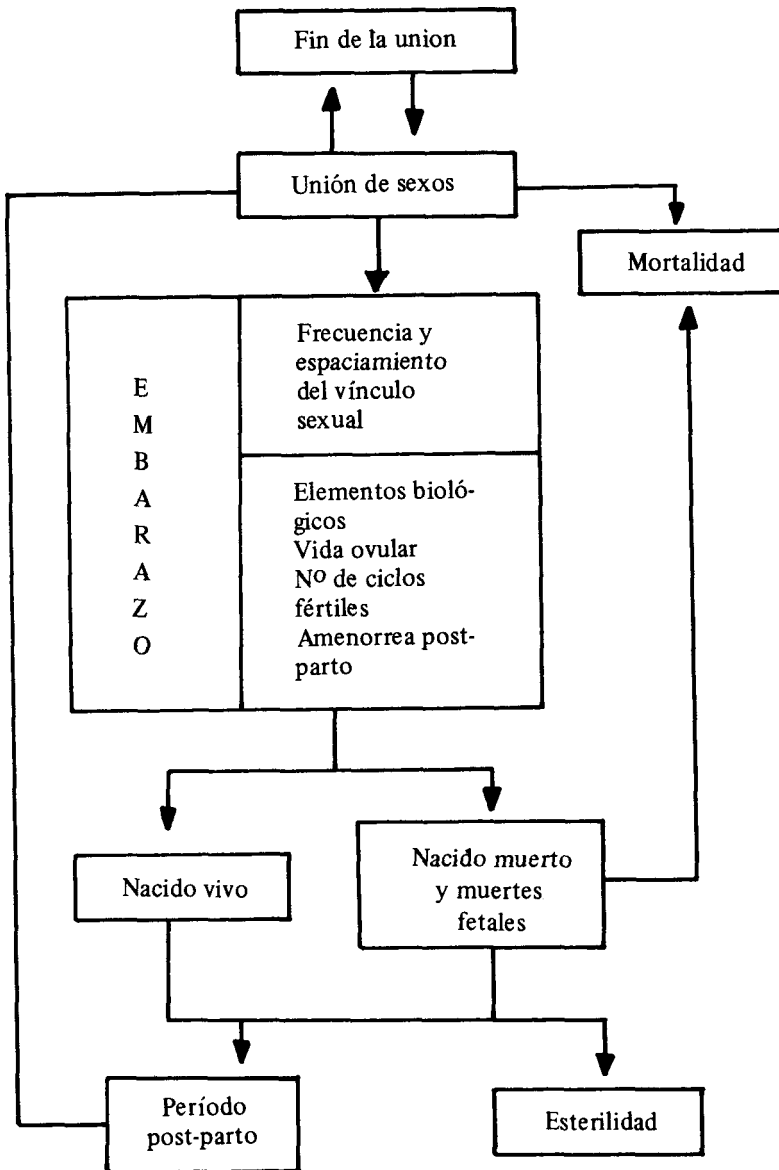 Fin de la union
Unión de sexos
Mortalidad
E
M
B
A
R
A
Z
O
Frecuencia y
espaciamiento
del vínculo
sexual
Elementos bioló-
gicos
Vida ovular
Nº de ciclos
fértiles
Amenorrea post-
parto
Nacido vivo
Nacido muerto
y muertes
fetales
Período
post-parto
Esterilidad